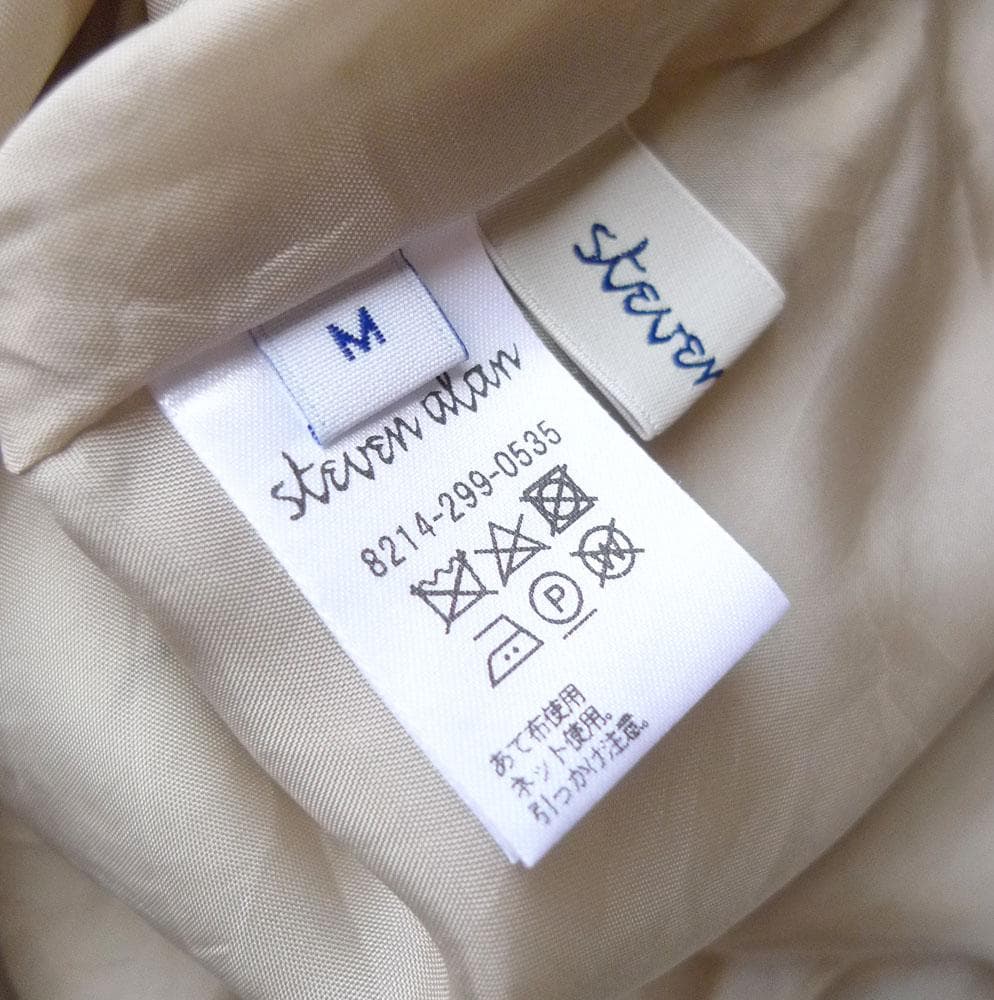 M
steven
steven alan
8214-299-0535
P
W
あて布使用
ネット使用。
引っかけ注意。